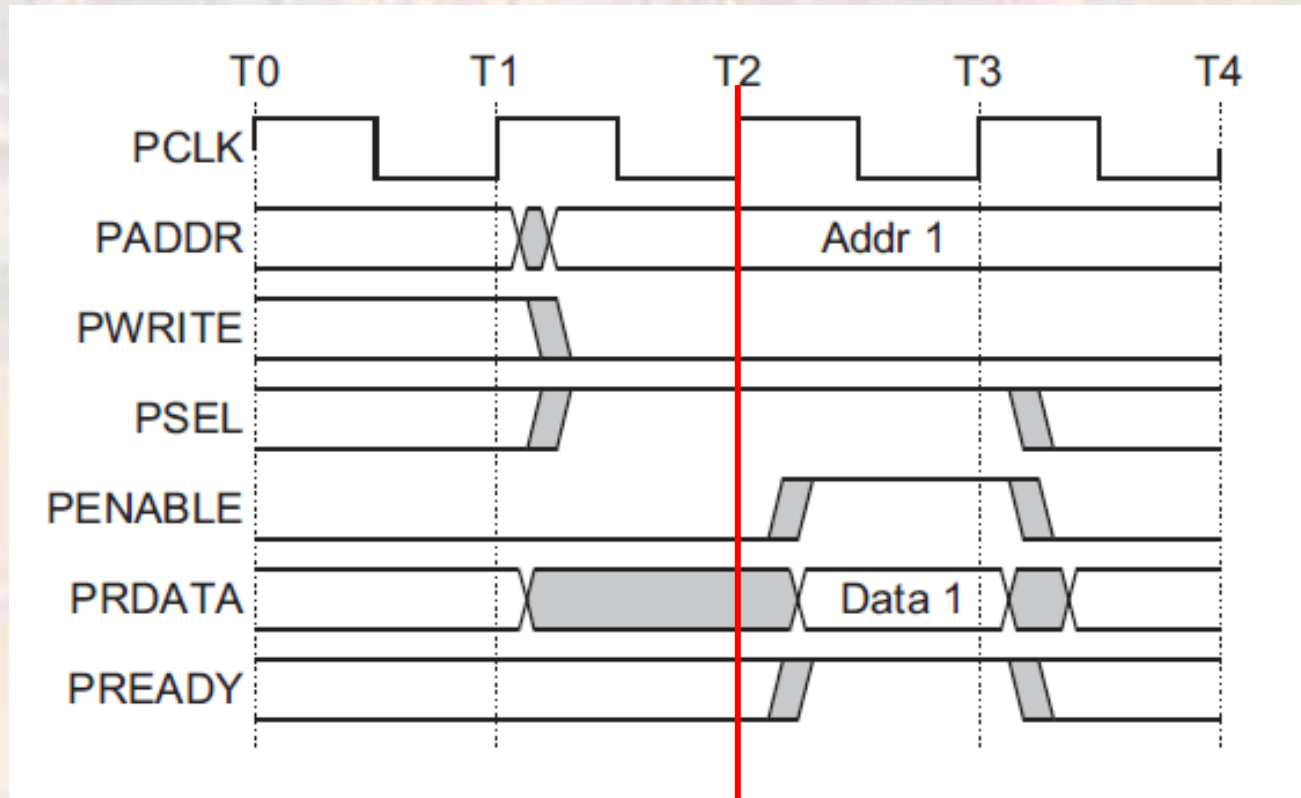 T0 T1 T2 T3 T4
PCLK
PADDR Addr 1
PWRITE
PSEL
PENABLE
PRDATA Data 1
PREADY